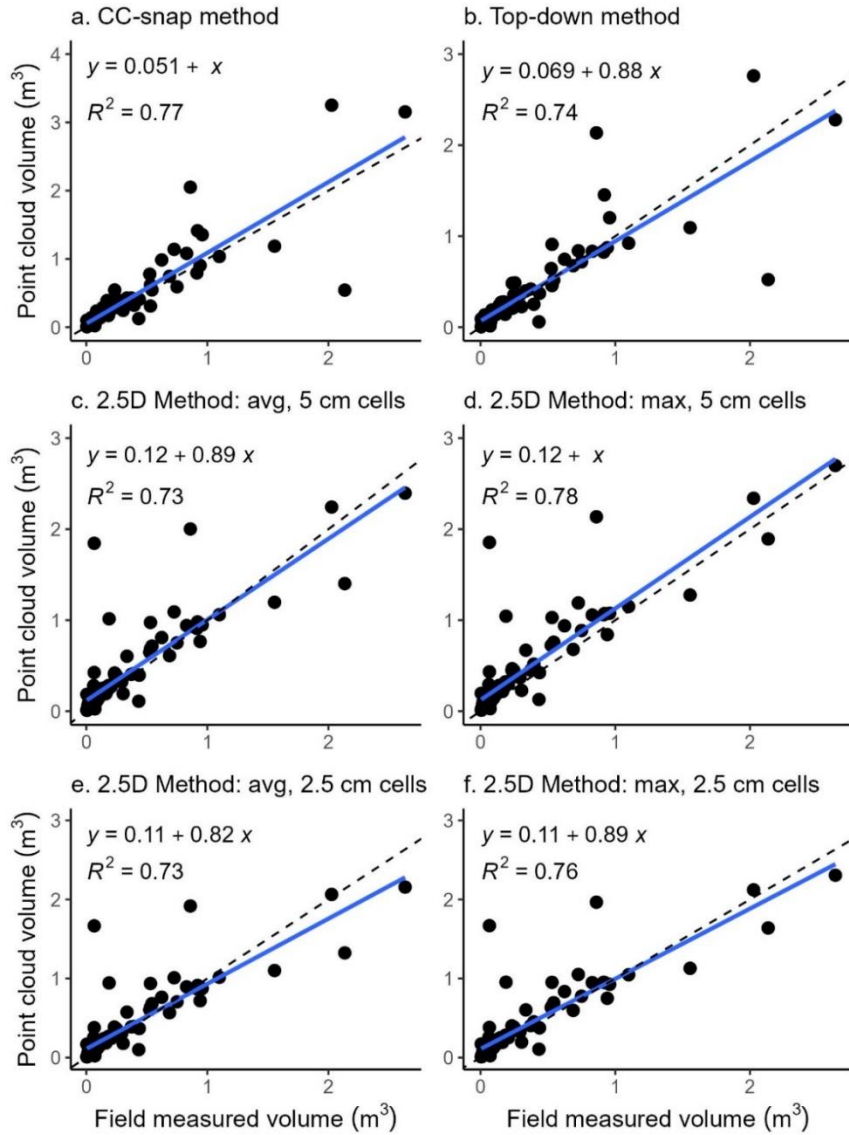 a. CC-snap method
y = 0.051 + x
R² = 0.77
Point cloud volume (m³)
4
3
2
1
0
0 1 2
b. Top-down method
y = 0.069 + 0.88 x
R² = 0.74
3
2
1
0
0 1 2
c. 2.5D Method: avg, 5 cm cells
y = 0.12 + 0.89 x
R² = 0.73
Point cloud volume (m³)
3
2
1
0
0 1 2
d. 2.5D Method: max, 5 cm cells
y = 0.12 + x
R² = 0.78
3
2
1
0
0 1 2
e. 2.5D Method: avg, 2.5 cm cells
y = 0.11 + 0.82 x
R² = 0.73
Point cloud volume (m³)
3
2
1
0
0 1 2
Field measured volume (m³)
f. 2.5D Method: max, 2.5 cm cells
y = 0.11 + 0.89 x
R² = 0.76
3
2
1
0
0 1 2
Field measured volume (m³)